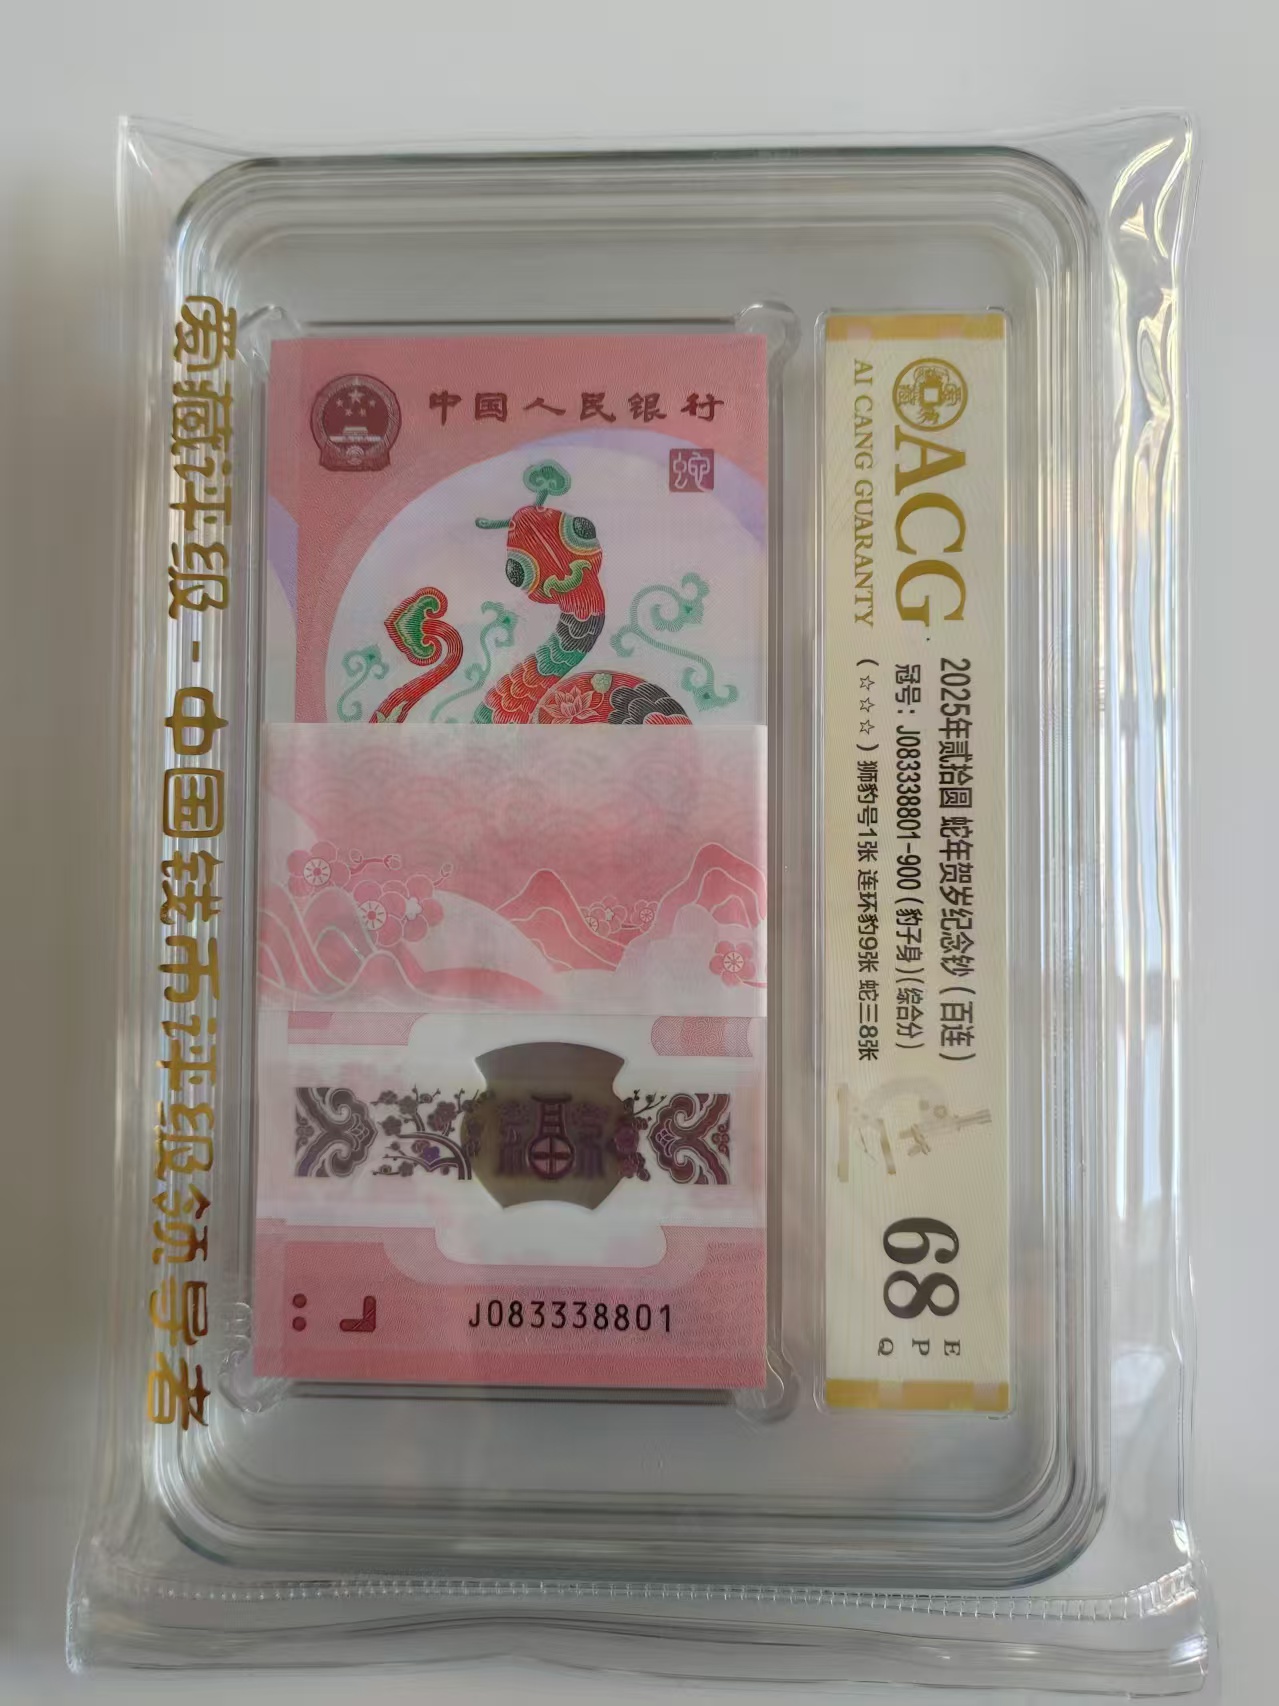 爱藏评级-中国钱币评级领导者
中国人民银行
蛇
J083338801
ACG
AI CANG GUARANTY
2025年贰拾圆 蛇年贺岁纪念钞(百连)
冠号:J083338801-900(豹子身)(综合分)
(☆☆☆)狮豹号1张 连环豹9张 蛇三8张
68
E
P
Q